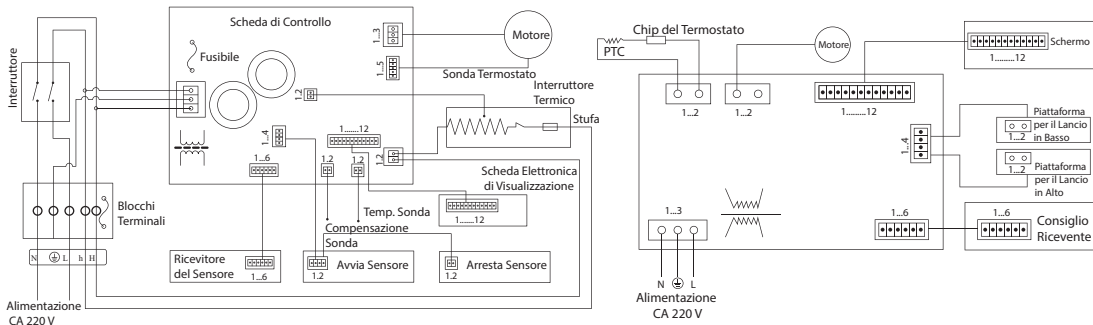 Scheda di Controllo
Interruttore
Fusibile
1...3
Motore
1...5
Sonda Termostato
1.2
Interruttore
Termico
Stufa
1...4
1........12
1...6
1.2
1.2
1.2
Scheda Elettronica
di Visualizzazione
1........12
Blocchi
Terminali
Temp. Sonda
Compensazione
Sonda
N
L
h
H
Ricevitore
del Sensore
1...6
Avvia Sensore
1.2
Arresta Sensore
1.2
Alimentazione
CA 220 V
PTC
Chip del Termostato
Motore
Schermo
1.........12
1...2
1...2
1.........12
Piattaforma
per il Lancio
in Basso
1...2
1...4
1...2
Piattaforma
per il Lancio
in Alto
1...3
1...6
1...6
Consiglio
Ricevente
N
L
Alimentazione
CA 220 V